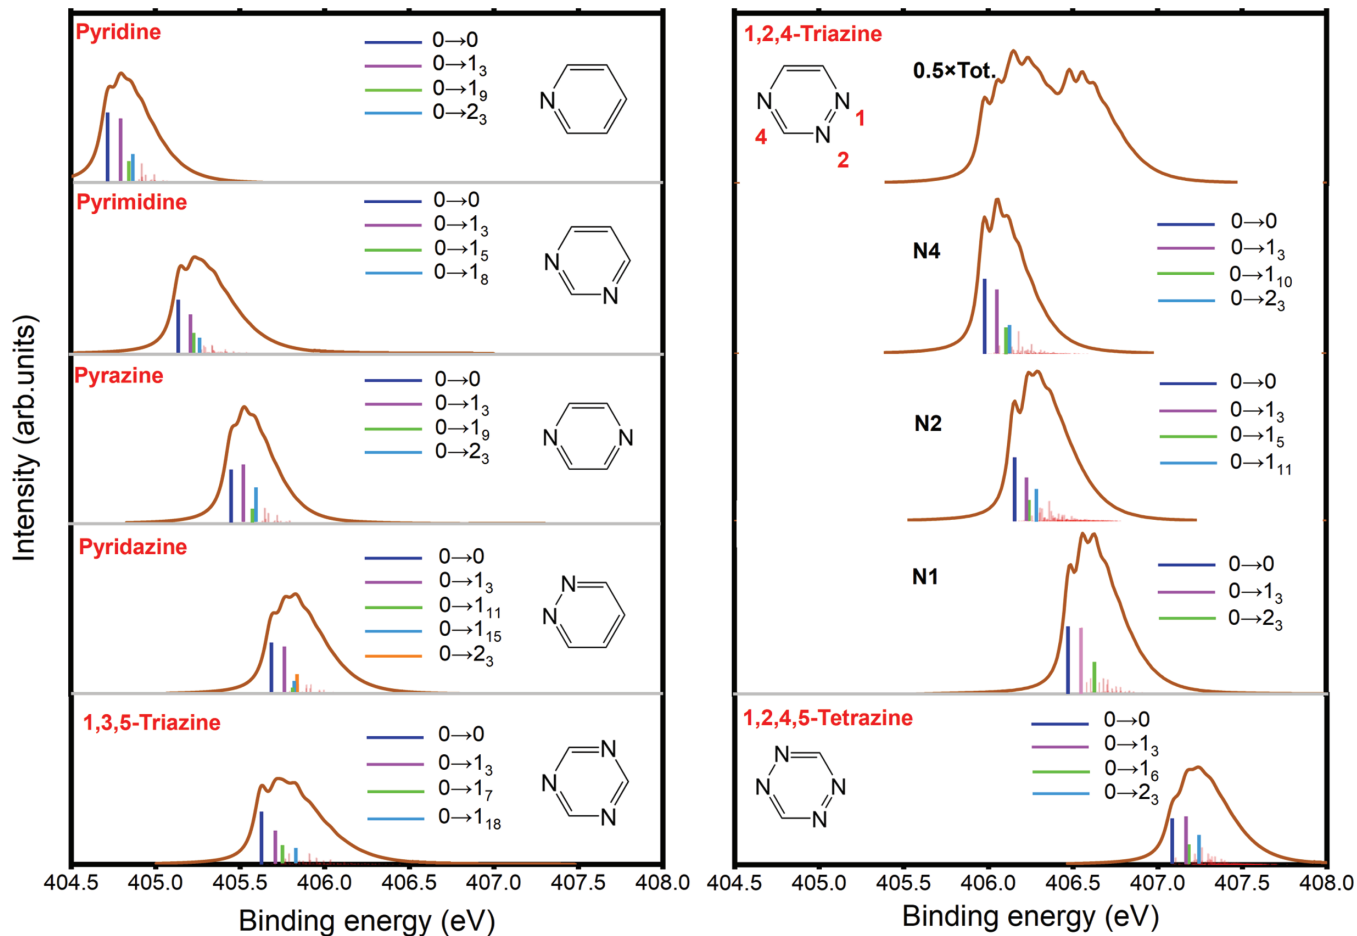 Intensity (arb.units)
Pyridine
0→0
0→1₃
0→1₉
0→2₃
N
Pyrimidine
0→0
0→1₃
0→1₅
0→1₈
N
N
Pyrazine
0→0
0→1₃
0→1₉
0→2₃
N
N
Pyridazine
0→0
0→1₃
0→1₁₁
0→1₁₅
0→2₃
N
N
1,3,5-Triazine
0→0
0→1₃
0→1₇
0→1₁₈
N
N
N
404.5 405.0 405.5 406.0 406.5 407.0 407.5 408.0
Binding energy (eV)
1,2,4-Triazine
0.5×Tot.
N
N
1
4
N
2
N4
0→0
0→1₃
0→1₁₀
0→2₃
N2
0→0
0→1₃
0→1₅
0→1₁₁
N1
0→0
0→1₃
0→2₃
1,2,4,5-Tetrazine
0→0
0→1₃
0→1₆
0→2₃
N
N
N
N
404.5 405.0 405.5 406.0 406.5 407.0 407.5 408.0
Binding energy (eV)